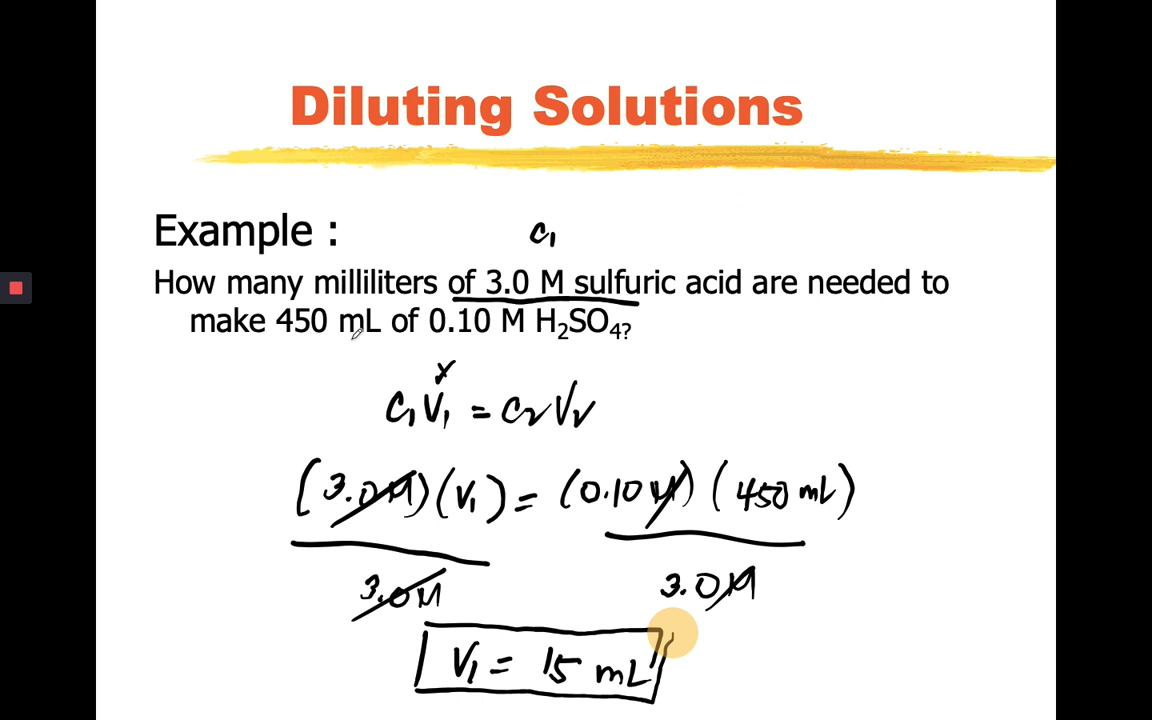 Diluting Solutions
Example :
C₁
How many milliliters of 3.0 M sulfuric acid are needed to
make 450 mL of 0.10 M H₂SO₄?
x
C₁V₁ = C₂V₂
(3.0M)(V₁) = (0.10M)(450 mL)
3.0M 3.0M
V₁ = 15 mL